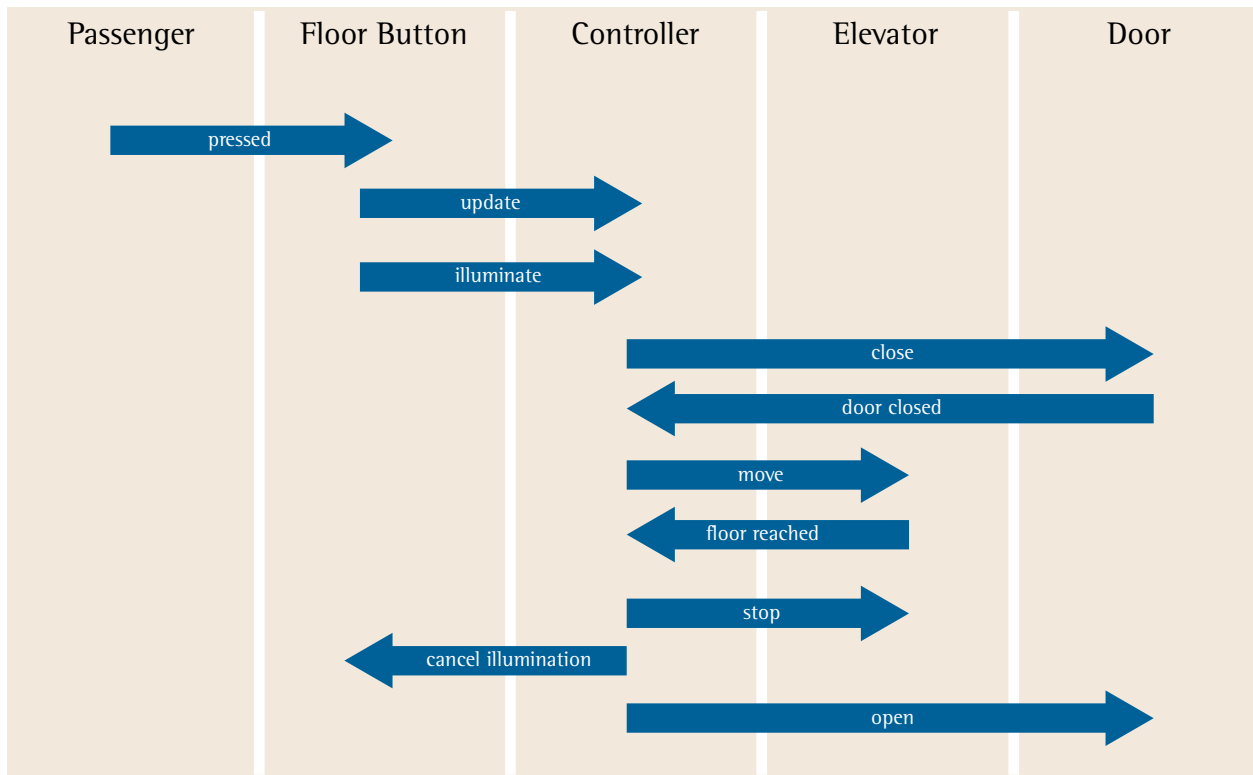 Passenger Floor Button Controller Elevator Door
pressed
update
illuminate
close
door closed
move
floor reached
stop
cancel illumination
open